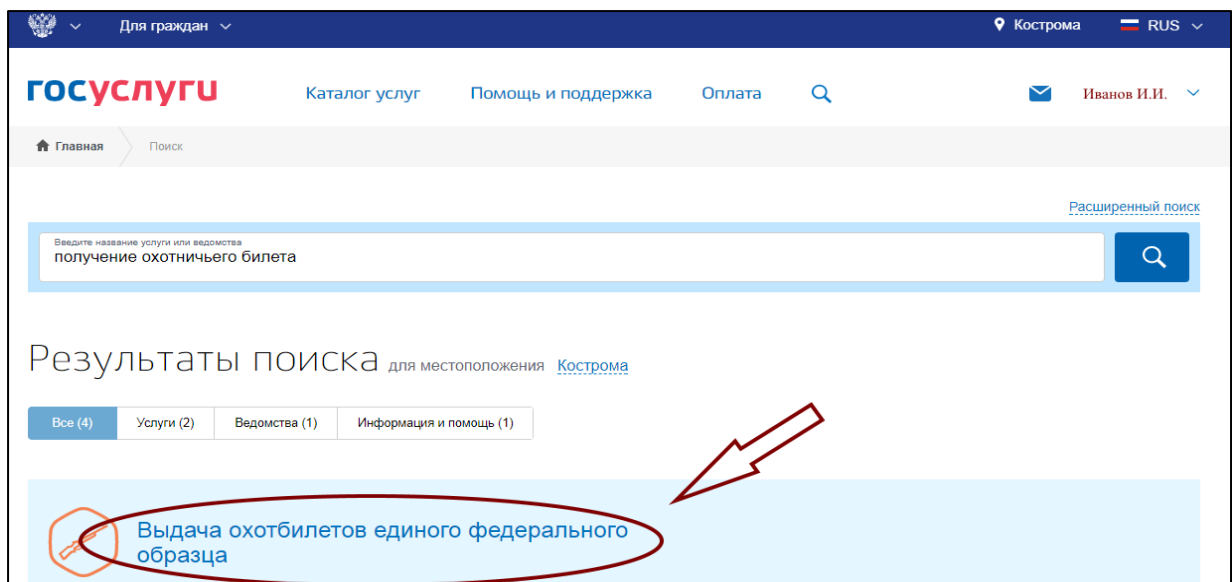 Для граждан
Кострома
RUS
госуслуги
Каталог услуг
Помощь и поддержка
Оплата
Иванов И.И.
Главная
Поиск
Расширенный поиск
Введите название услуги или ведомства
получение охотничьего билета
Результаты поиска для местоположения Кострома
Все (4)
Услуги (2)
Ведомства (1)
Информация и помощь (1)
Выдача охотбилетов единого федерального
образца